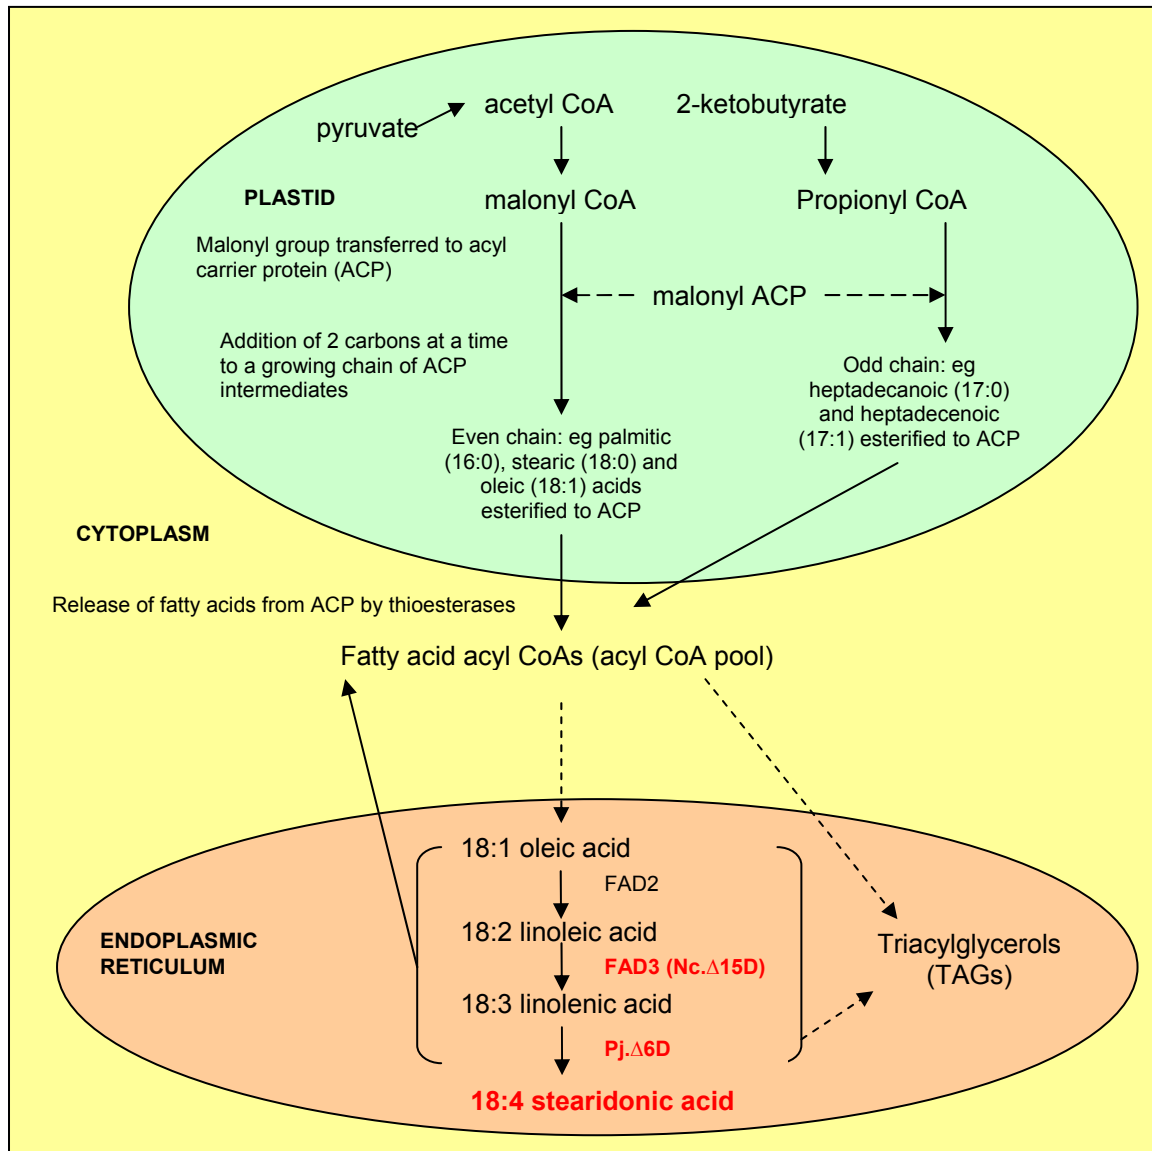 acetyl CoA
2-ketobutyrate
pyruvate
PLASTID
malonyl CoA
Propionyl CoA
Malonyl group transferred to acyl
carrier protein (ACP)
malonyl ACP
Addition of 2 carbons at a time
to a growing chain of ACP
intermediates
Odd chain: eg
heptadecanoic (17:0)
and heptadecenoic
(17:1) esterified to ACP
Even chain: eg palmitic
(16:0), stearic (18:0) and
oleic (18:1) acids
esterified to ACP
CYTOPLASM
Release of fatty acids from ACP by thioesterases
Fatty acid acyl CoAs (acyl CoA pool)
18:1 oleic acid
FAD2
18:2 linoleic acid
ENDOPLASMIC
RETICULUM
FAD3 (Nc.Δ15D)
18:3 linolenic acid
Pj.Δ6D
18:4 stearidonic acid
Triacylglycerols
(TAGs)